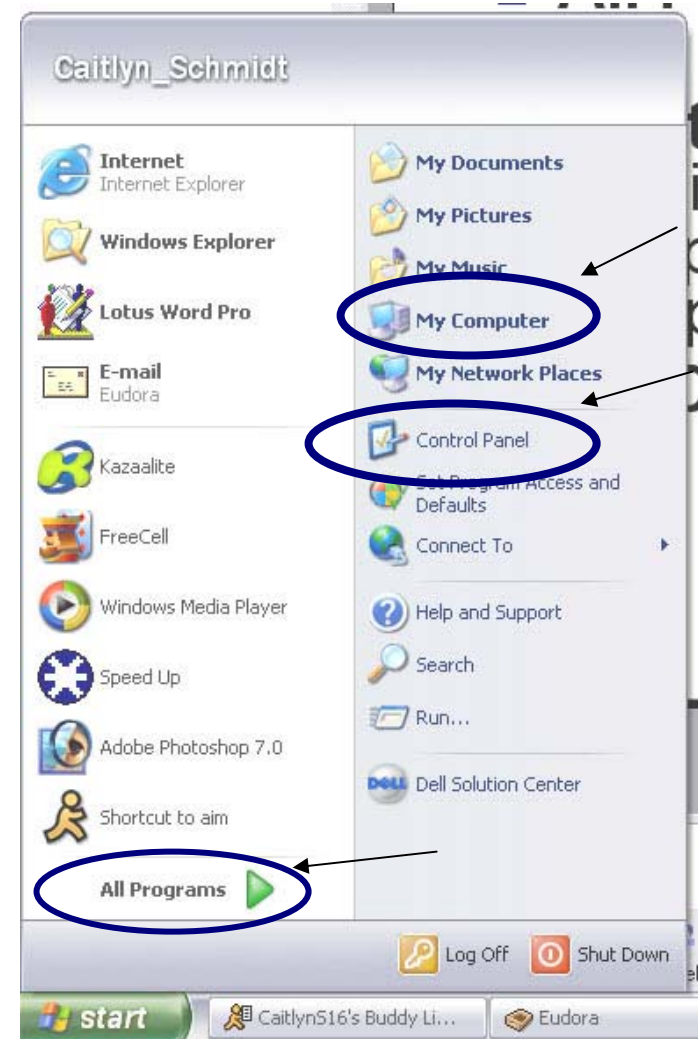 Caitlyn_Schmidt
Internet
Internet Explorer
Windows Explorer
Lotus Word Pro
E-mail
Eudora
Kazaalite
FreeCell
Windows Media Player
Speed Up
Adobe Photoshop 7.0
Shortcut to aim
All Programs
My Documents
My Pictures
My Music
My Computer
My Network Places
Control Panel
Set Program Access and
Defaults
Connect To
Help and Support
Search
Run...
DELL Dell Solution Center
Log Off
Shut Down
start
CaitlynS16's Buddy Li...
Eudora